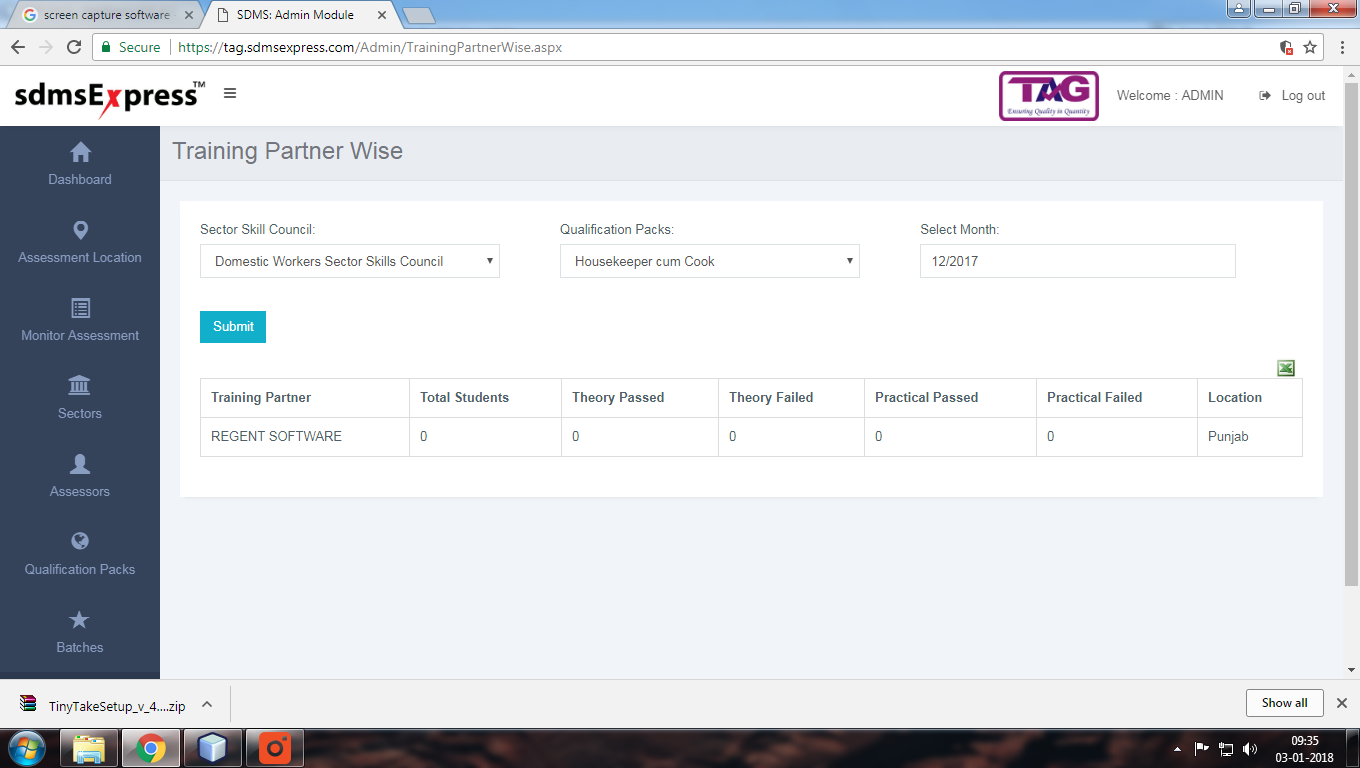 screen capture software
SDMS: Admin Module
Secure
https://tag.sdmsexpress.com/Admin/TrainingPartnerWise.aspx
sdmsExpress™
TAG
Ensuring Quality in Quantity
Welcome : ADMIN
Log out
Training Partner Wise
Dashboard
Assessment Location
Monitor Assessment
Sectors
Assessors
Qualification Packs
Batches
Sector Skill Council:
Qualification Packs:
Select Month:
Domestic Workers Sector Skills Council
Housekeeper cum Cook
12/2017
Submit
Training Partner Total Students Theory Passed Theory Failed Practical Passed Practical Failed Location
REGENT SOFTWARE 0 0 0 0 0 Punjab
TinyTakeSetup_v_4....zip
Show all
09:35
03-01-2018